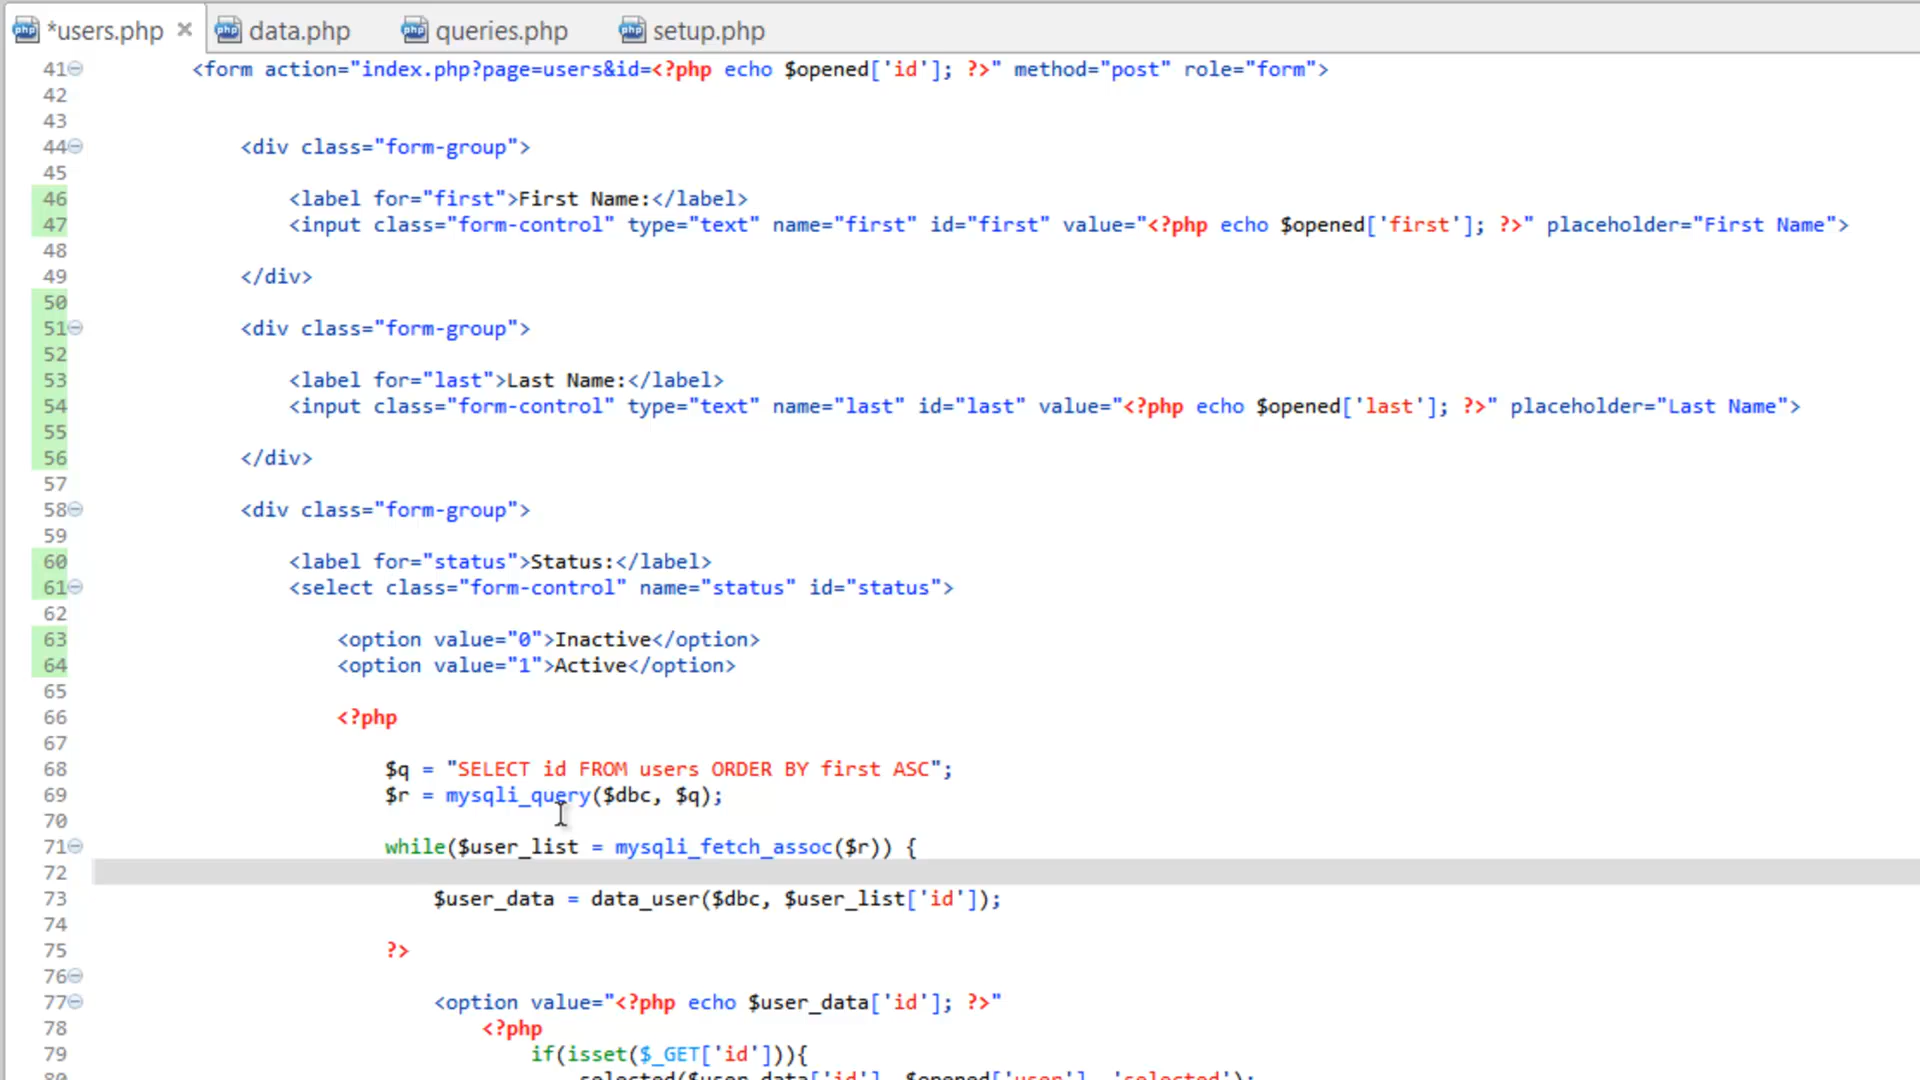 *users.php data.php queries.php setup.php
41 <form action="index.php?page=users&id=<?php echo $opened['id']; ?>" method="post" role="form">
42
43
44 <div class="form-group">
45
46 <label for="first">First Name:</label>
47 <input class="form-control" type="text" name="first" id="first" value="<?php echo $opened['first']; ?>" placeholder="First Name">
48
49 </div>
50
51 <div class="form-group">
52
53 <label for="last">Last Name:</label>
54 <input class="form-control" type="text" name="last" id="last" value="<?php echo $opened['last']; ?>" placeholder="Last Name">
55
56 </div>
57
58 <div class="form-group">
59
60 <label for="status">Status:</label>
61 <select class="form-control" name="status" id="status">
62
63 <option value="0">Inactive</option>
64 <option value="1">Active</option>
65
66 <?php
67
68 $q = "SELECT id FROM users ORDER BY first ASC";
69 $r = mysqli_query($dbc, $q);
70
71 while($user_list = mysqli_fetch_assoc($r)) {
72
73 $user_data = data_user($dbc, $user_list['id']);
74
75 ?>
76
77 <option value="<?php echo $user_data['id']; ?>"
78 <?php
79 if(isset($_GET['id'])){
80 selected($user_data['id'], $opened['user'], 'selected');